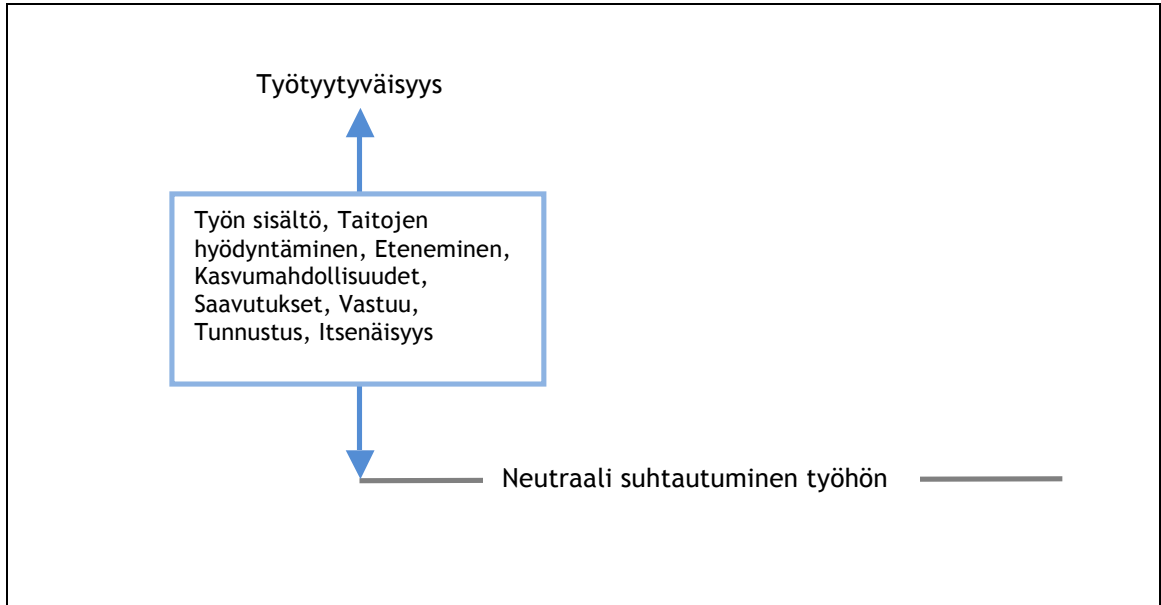 Työtyytyväisyys
Työn sisältö, Taitojen
hyödyntäminen, Eteneminen,
Kasvumahdollisuudet,
Saavutukset, Vastuu,
Tunnustus, Itsenäisyys
Neutraali suhtautuminen työhön